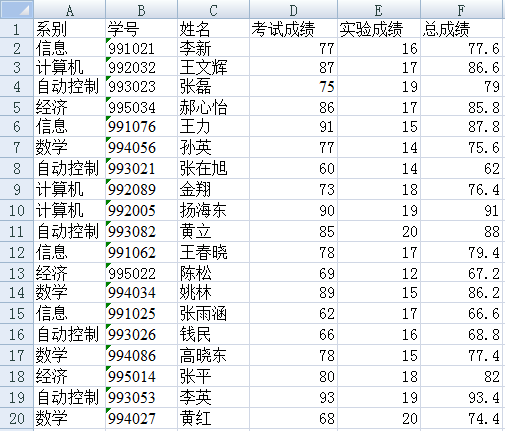 A B C D E F
1 系别 学号 姓名 考试成绩 实验成绩 总成绩
2 信息 991021 李新 77 16 77.6
3 计算机 992032 王文辉 87 17 86.6
4 自动控制 993023 张磊 75 19 79
5 经济 995034 郝心怡 86 17 85.8
6 信息 991076 王力 91 15 87.8
7 数学 994056 孙英 77 14 75.6
8 自动控制 993021 张在旭 60 14 62
9 计算机 992089 金翔 73 18 76.4
10 计算机 992005 扬海东 90 19 91
11 自动控制 993082 黄立 85 20 88
12 信息 991062 王春晓 78 17 79.4
13 经济 995022 陈松 69 12 67.2
14 数学 994034 姚林 89 15 86.2
15 信息 991025 张雨涵 62 17 66.6
16 自动控制 993026 钱民 66 16 68.8
17 数学 994086 高晓东 78 15 77.4
18 经济 995014 张平 80 18 82
19 自动控制 993053 李英 93 19 93.4
20 数学 994027 黄红 68 20 74.4